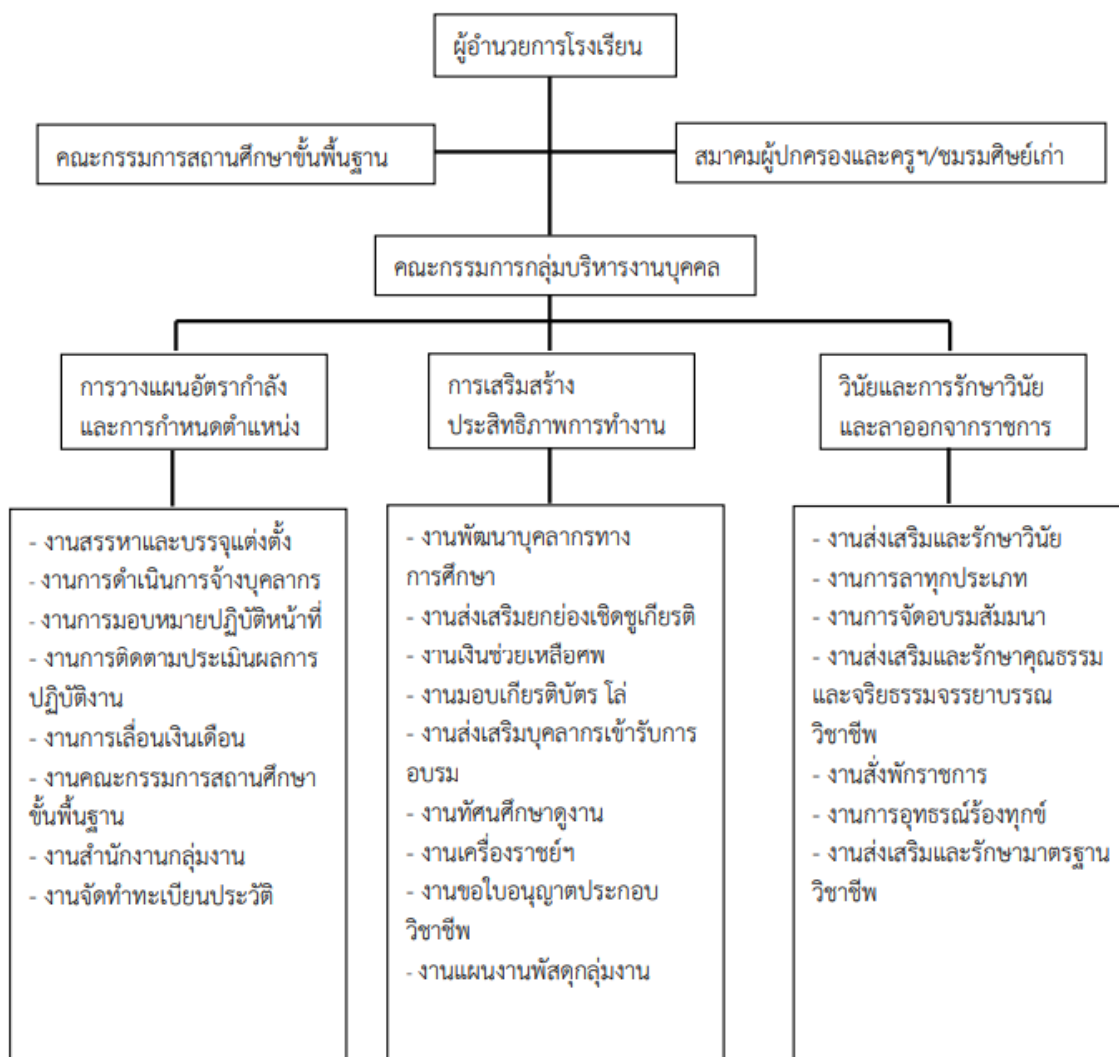 ผู้อำนวยการโรงเรียน
คณะกรรมการสถานศึกษาขั้นพื้นฐาน
สมาคมผู้ปกครองและครูฯ/ชมรมศิษย์เก่า
คณะกรรมการกลุ่มบริหารงานบุคคล
การวางแผนอัตรากำลัง
และการกำหนดตำแหน่ง
การเสริมสร้าง
ประสิทธิภาพการทำงาน
วินัยและการรักษาวินัย
และลาออกจากราชการ
- งานสรรหาและบรรจุแต่งตั้ง
- งานการดำเนินการจ้างบุคลากร
- งานการมอบหมายปฏิบัติหน้าที่
- งานการติดตามประเมินผลการ
ปฏิบัติงาน
- งานการเลื่อนเงินเดือน
- งานคณะกรรมการสถานศึกษา
ขั้นพื้นฐาน
- งานสำนักงานกลุ่มงาน
- งานจัดทำทะเบียนประวัติ
- งานพัฒนาบุคลากรทาง
การศึกษา
- งานส่งเสริมยกย่องเชิดชูเกียรติ
- งานเงินช่วยเหลือศพ
- งานมอบเกียรติบัตร โล่
- งานส่งเสริมบุคลากรเข้ารับการ
อบรม
- งานทัศนศึกษาดูงาน
- งานเครื่องราชย์ฯ
- งานขอใบอนุญาตประกอบ
วิชาชีพ
- งานแผนงานพัสดุกลุ่มงาน
- งานส่งเสริมและรักษาวินัย
- งานการลาทุกประเภท
- งานการจัดอบรมสัมมนา
- งานส่งเสริมและรักษาคุณธรรม
และจริยธรรมจรรยาบรรณ
วิชาชีพ
- งานสั่งพักราชการ
- งานการอุทธรณ์ร้องทุกข์
- งานส่งเสริมและรักษามาตรฐาน
วิชาชีพ